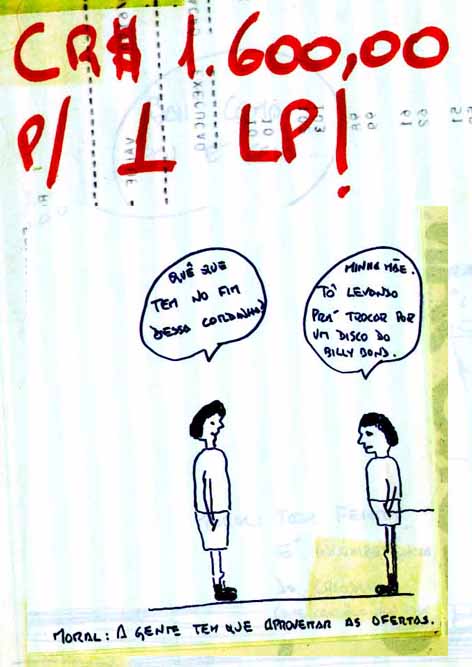 CR$ 1.600,00
P/ 1 LP!
QUÊ QUE
TEM NO FIM
DESSA CORDINHA?
MINHA MÃE.
TÔ LEVANDO
PRÁ TROCAR POR
UM DISCO DO
BILLY BOND.
MORAL: A GENTE TEM QUE APROVEITAR AS OFERTAS.
EXECUCAO